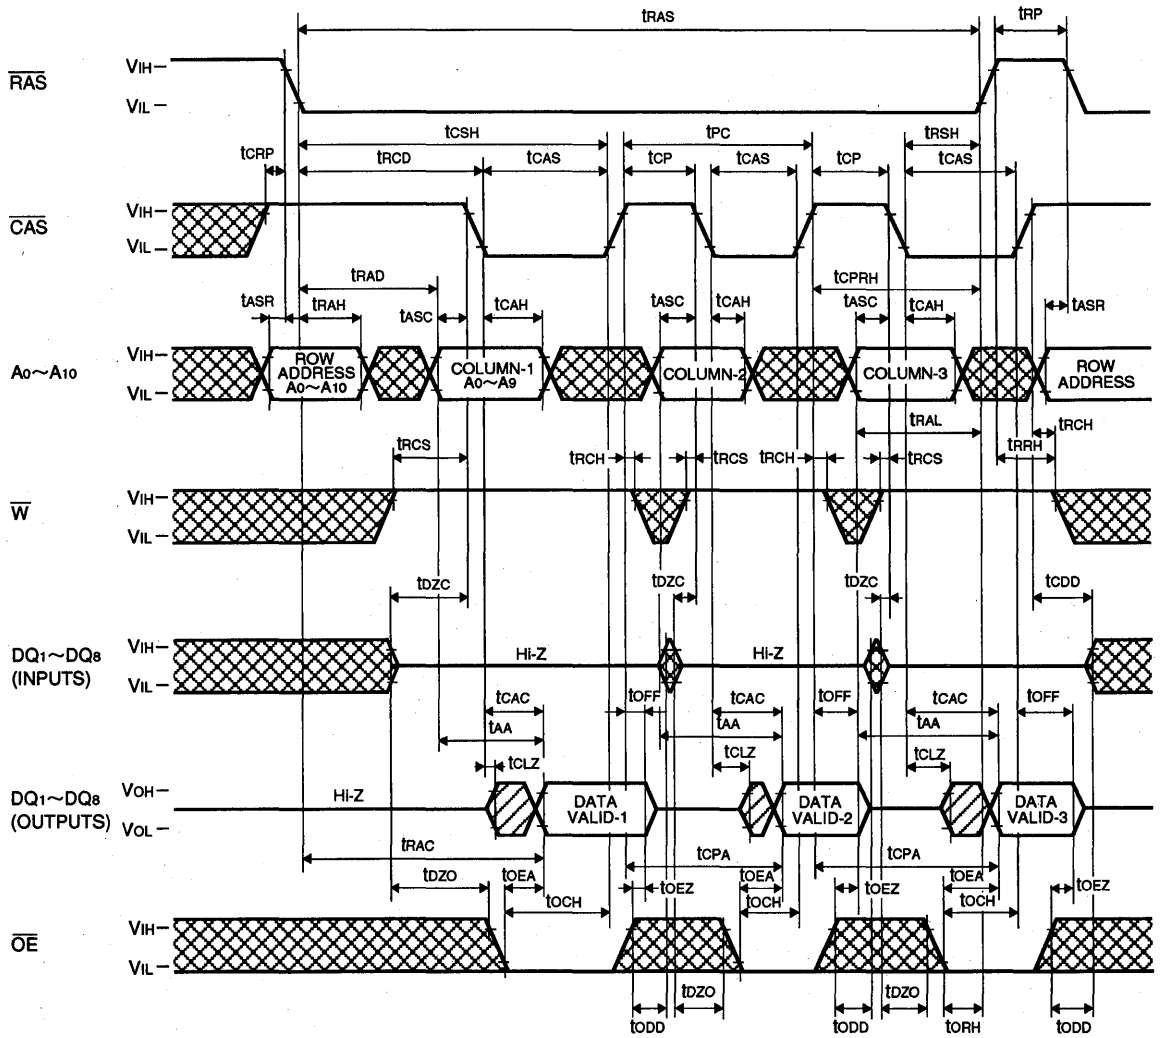 tRAS tRP
RAS VIH
VIL
tCSH tPC tRSH
tCRP tRCD tCAS tCP tCAS tCP tCAS
CAS VIH
VIL
tRAD tCPRH
tASR tRAH tASC tCAH tASC tCAH tASC tCAH tASR
A0~A10 VIH
VIL
ROW ADDRESS A0~A10
COLUMN-1 A0~A9
COLUMN-2
COLUMN-3
ROW ADDRESS
tRAL tRCH
tRCS tRCH tRCS tRCH tRCS tRRH
W VIH
VIL
tDZC tDZC tDZC tCDD
DQ1~DQ8 (INPUTS) VIH
VIL
Hi-Z Hi-Z
tCAC tOFF tCAC tOFF tCAC tOFF
tAA tAA tAA
tCLZ tCLZ tCLZ
DQ1~DQ8 (OUTPUTS) VOH
VOL
Hi-Z
DATA VALID-1
DATA VALID-2
DATA VALID-3
tRAC tCPA tCPA
tDZO tOEA tOEZ tOEA tOEZ tOEA tOEZ
tOCH tOCH tOCH
OE VIH
VIL
tDZO tDZO
tODD tODD tORH tODD